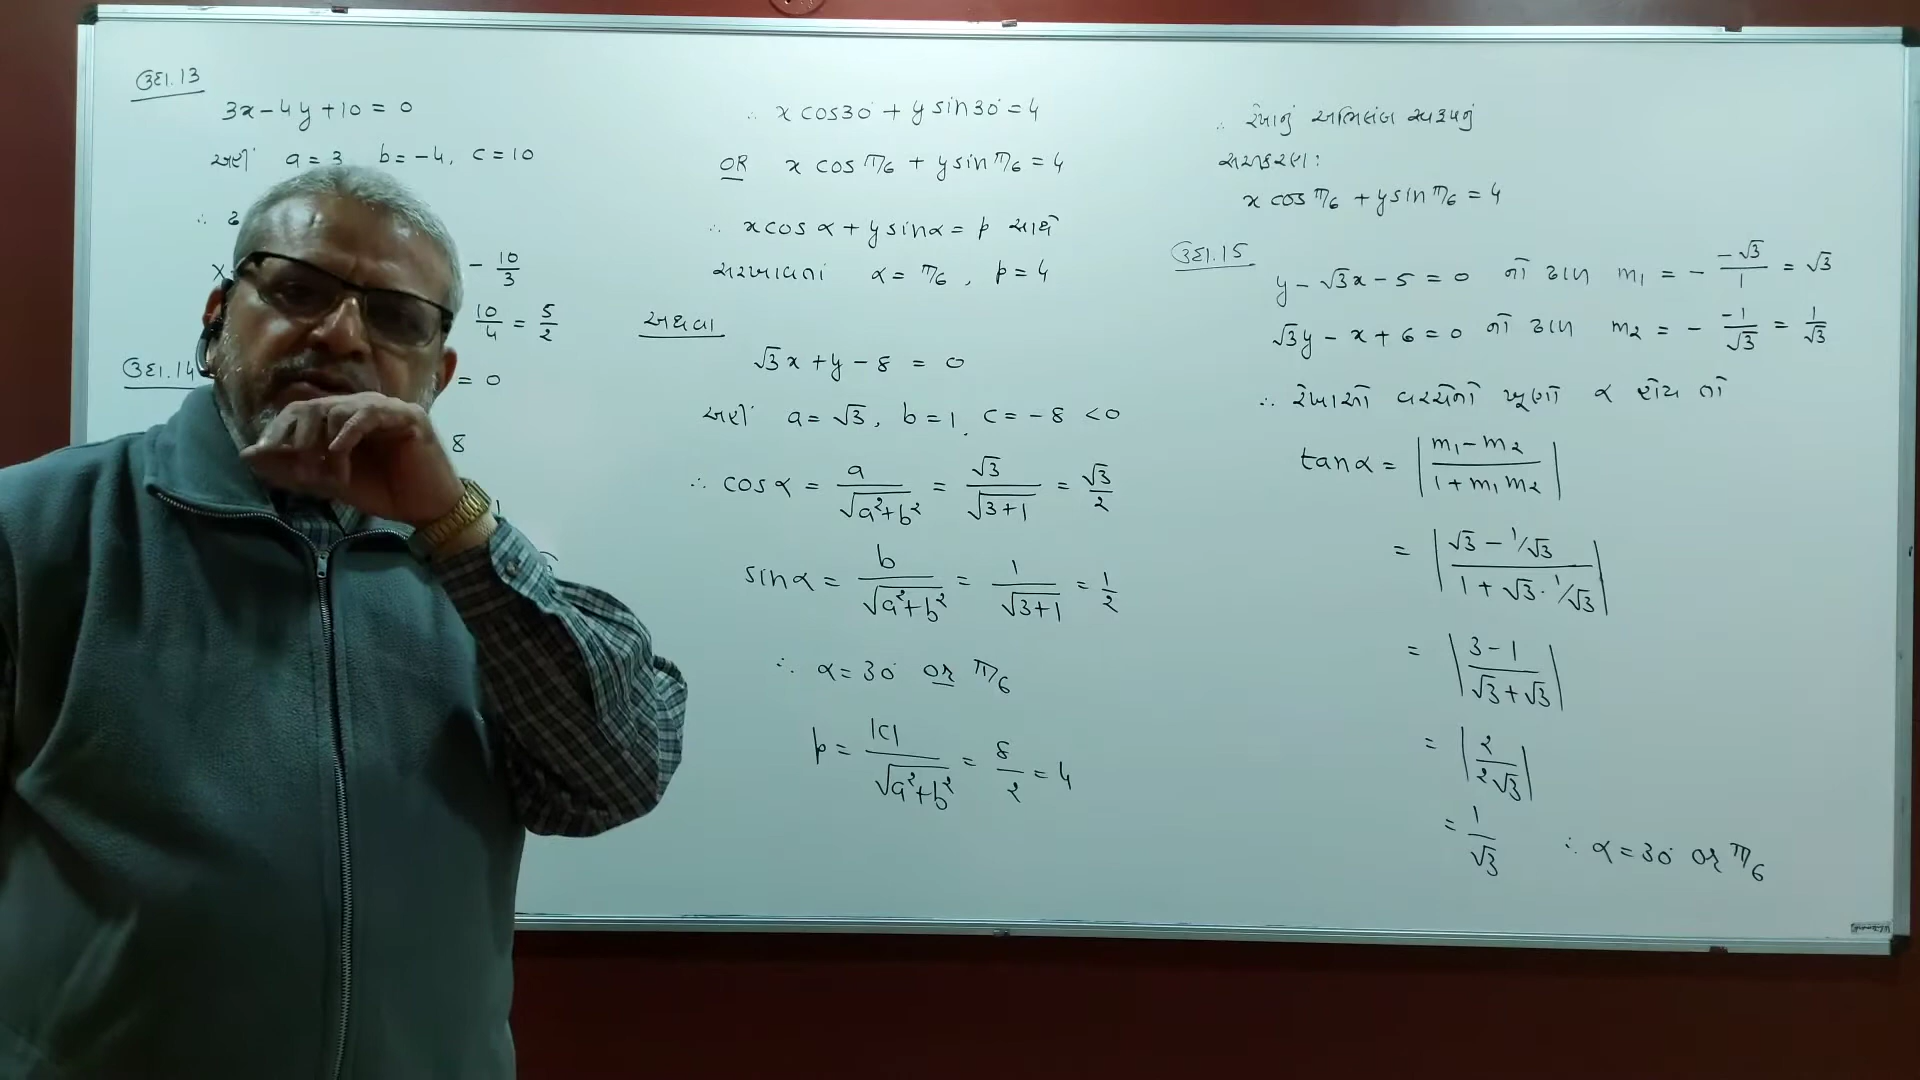 ઉદા.13
3x - 4y + 10 = 0
અહીં a = 3 b = -4, c = 10
∴ ઢ
x- - 10/3
10/4 = 5/2
ઉદા.14 = 0
8
1
∴ x cos30° + y sin30° = 4
OR x cos π/6 + y sin π/6 = 4
∴ x cos α + y sin α = p સાથે
સરખાવતાં α = π/6 , p = 4
અથવા
√3x + y - 8 = 0
અહીં a = √3, b = 1, c = -8 < 0
∴ cos α = a/√(a²+b²) = √3/√(3+1) = √3/2
sin α = b/√(a²+b²) = 1/√(3+1) = 1/2
∴ α = 30° or π/6
p = |c|/√(a²+b²) = 8/2 = 4
∴ રેખાનું અભિલંબ સ્વરૂપનું
સમીકરણ:
x cos π/6 + y sin π/6 = 4
ઉદા.15
y - √3x - 5 = 0 નો ઢાળ m₁ = - -√3/1 = √3
√3y - x + 6 = 0 નો ઢાળ m₂ = - -1/√3 = 1/√3
∴ રેખાઓ વચ્ચેનો ખૂણો α હોય તો
tan α = |(m₁ - m₂)/(1 + m₁m₂)|
= |(√3 - 1/√3)/(1 + √3·1/√3)|
= |(3 - 1)/(√3 + √3)|
= |2/2√3|
= 1/√3 ∴ α = 30° or π/6